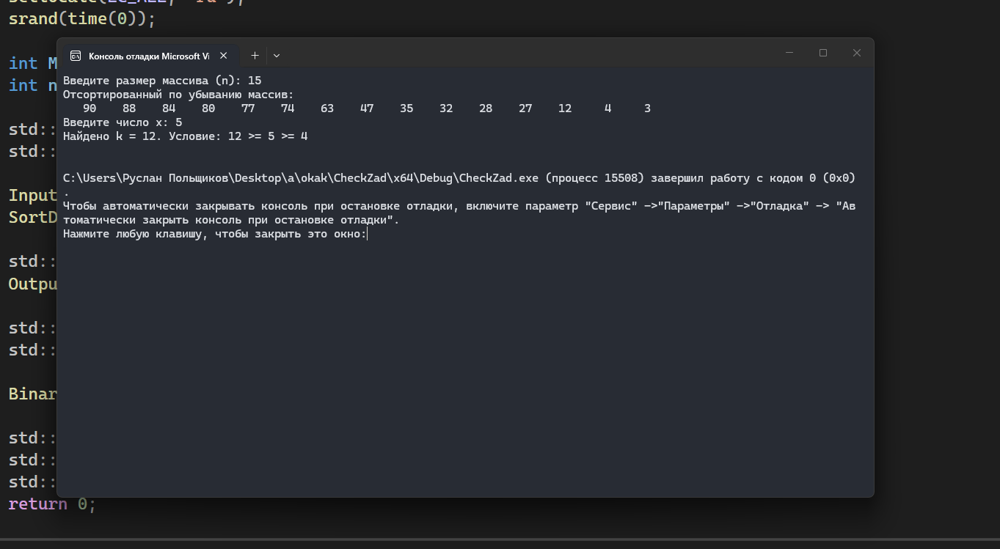 srand(time(0));
Консоль отладки Microsoft Vi
int M
int n
Введите размер массива (n): 15
Отсортированный по убыванию массив:
90 88 84 80 77 74 63 47 35 32 28 27 12 4 3
Введите число x: 5
Найдено k = 12. Условие: 12 >= 5 >= 4
std::
std::
C:\Users\Руслан Польщиков\Desktop\a\okak\CheckZad\x64\Debug\CheckZad.exe (процесс 15508) завершил работу с кодом 0 (0x0)
.
Чтобы автоматически закрывать консоль при остановке отладки, включите параметр "Сервис" ->"Параметры" ->"Отладка" -> "Ав
томатически закрыть консоль при остановке отладки".
Нажмите любую клавишу, чтобы закрыть это окно:
Input
SortD
std::
Outpu
std::
std::
Binar
std::
std::
std::
return 0;